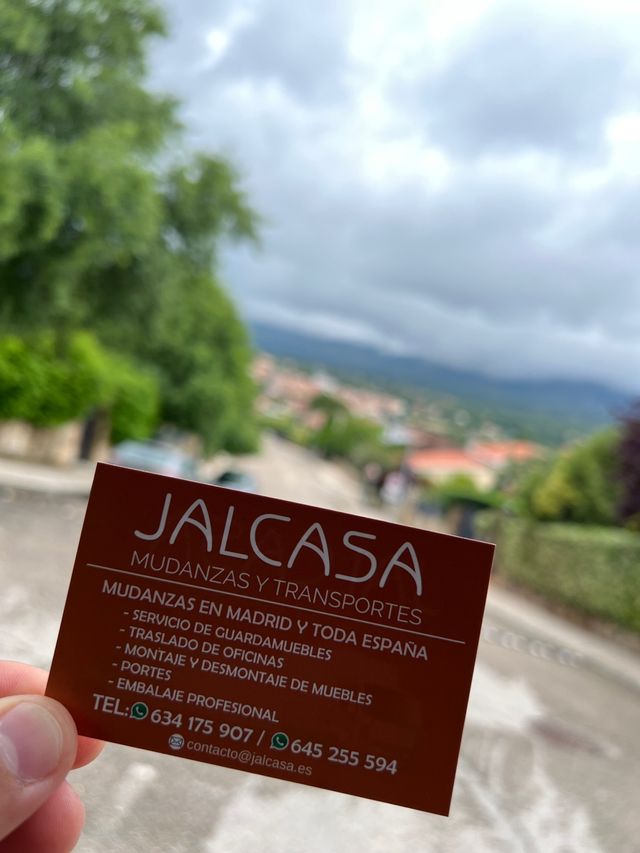 JALCASA
MUDANZAS Y TRANSPORTES
MUDANZAS EN MADRID Y TODA ESPAÑA
- SERVICIO DE GUARDAMUEBLES
- TRASLADO DE OFICINAS
- MONTAJE Y DESMONTAJE DE MUEBLES
- PORTES
- EMBALAJE PROFESIONAL
TEL: 634 175 907 / 645 255 594
contacto@jalcasa.es